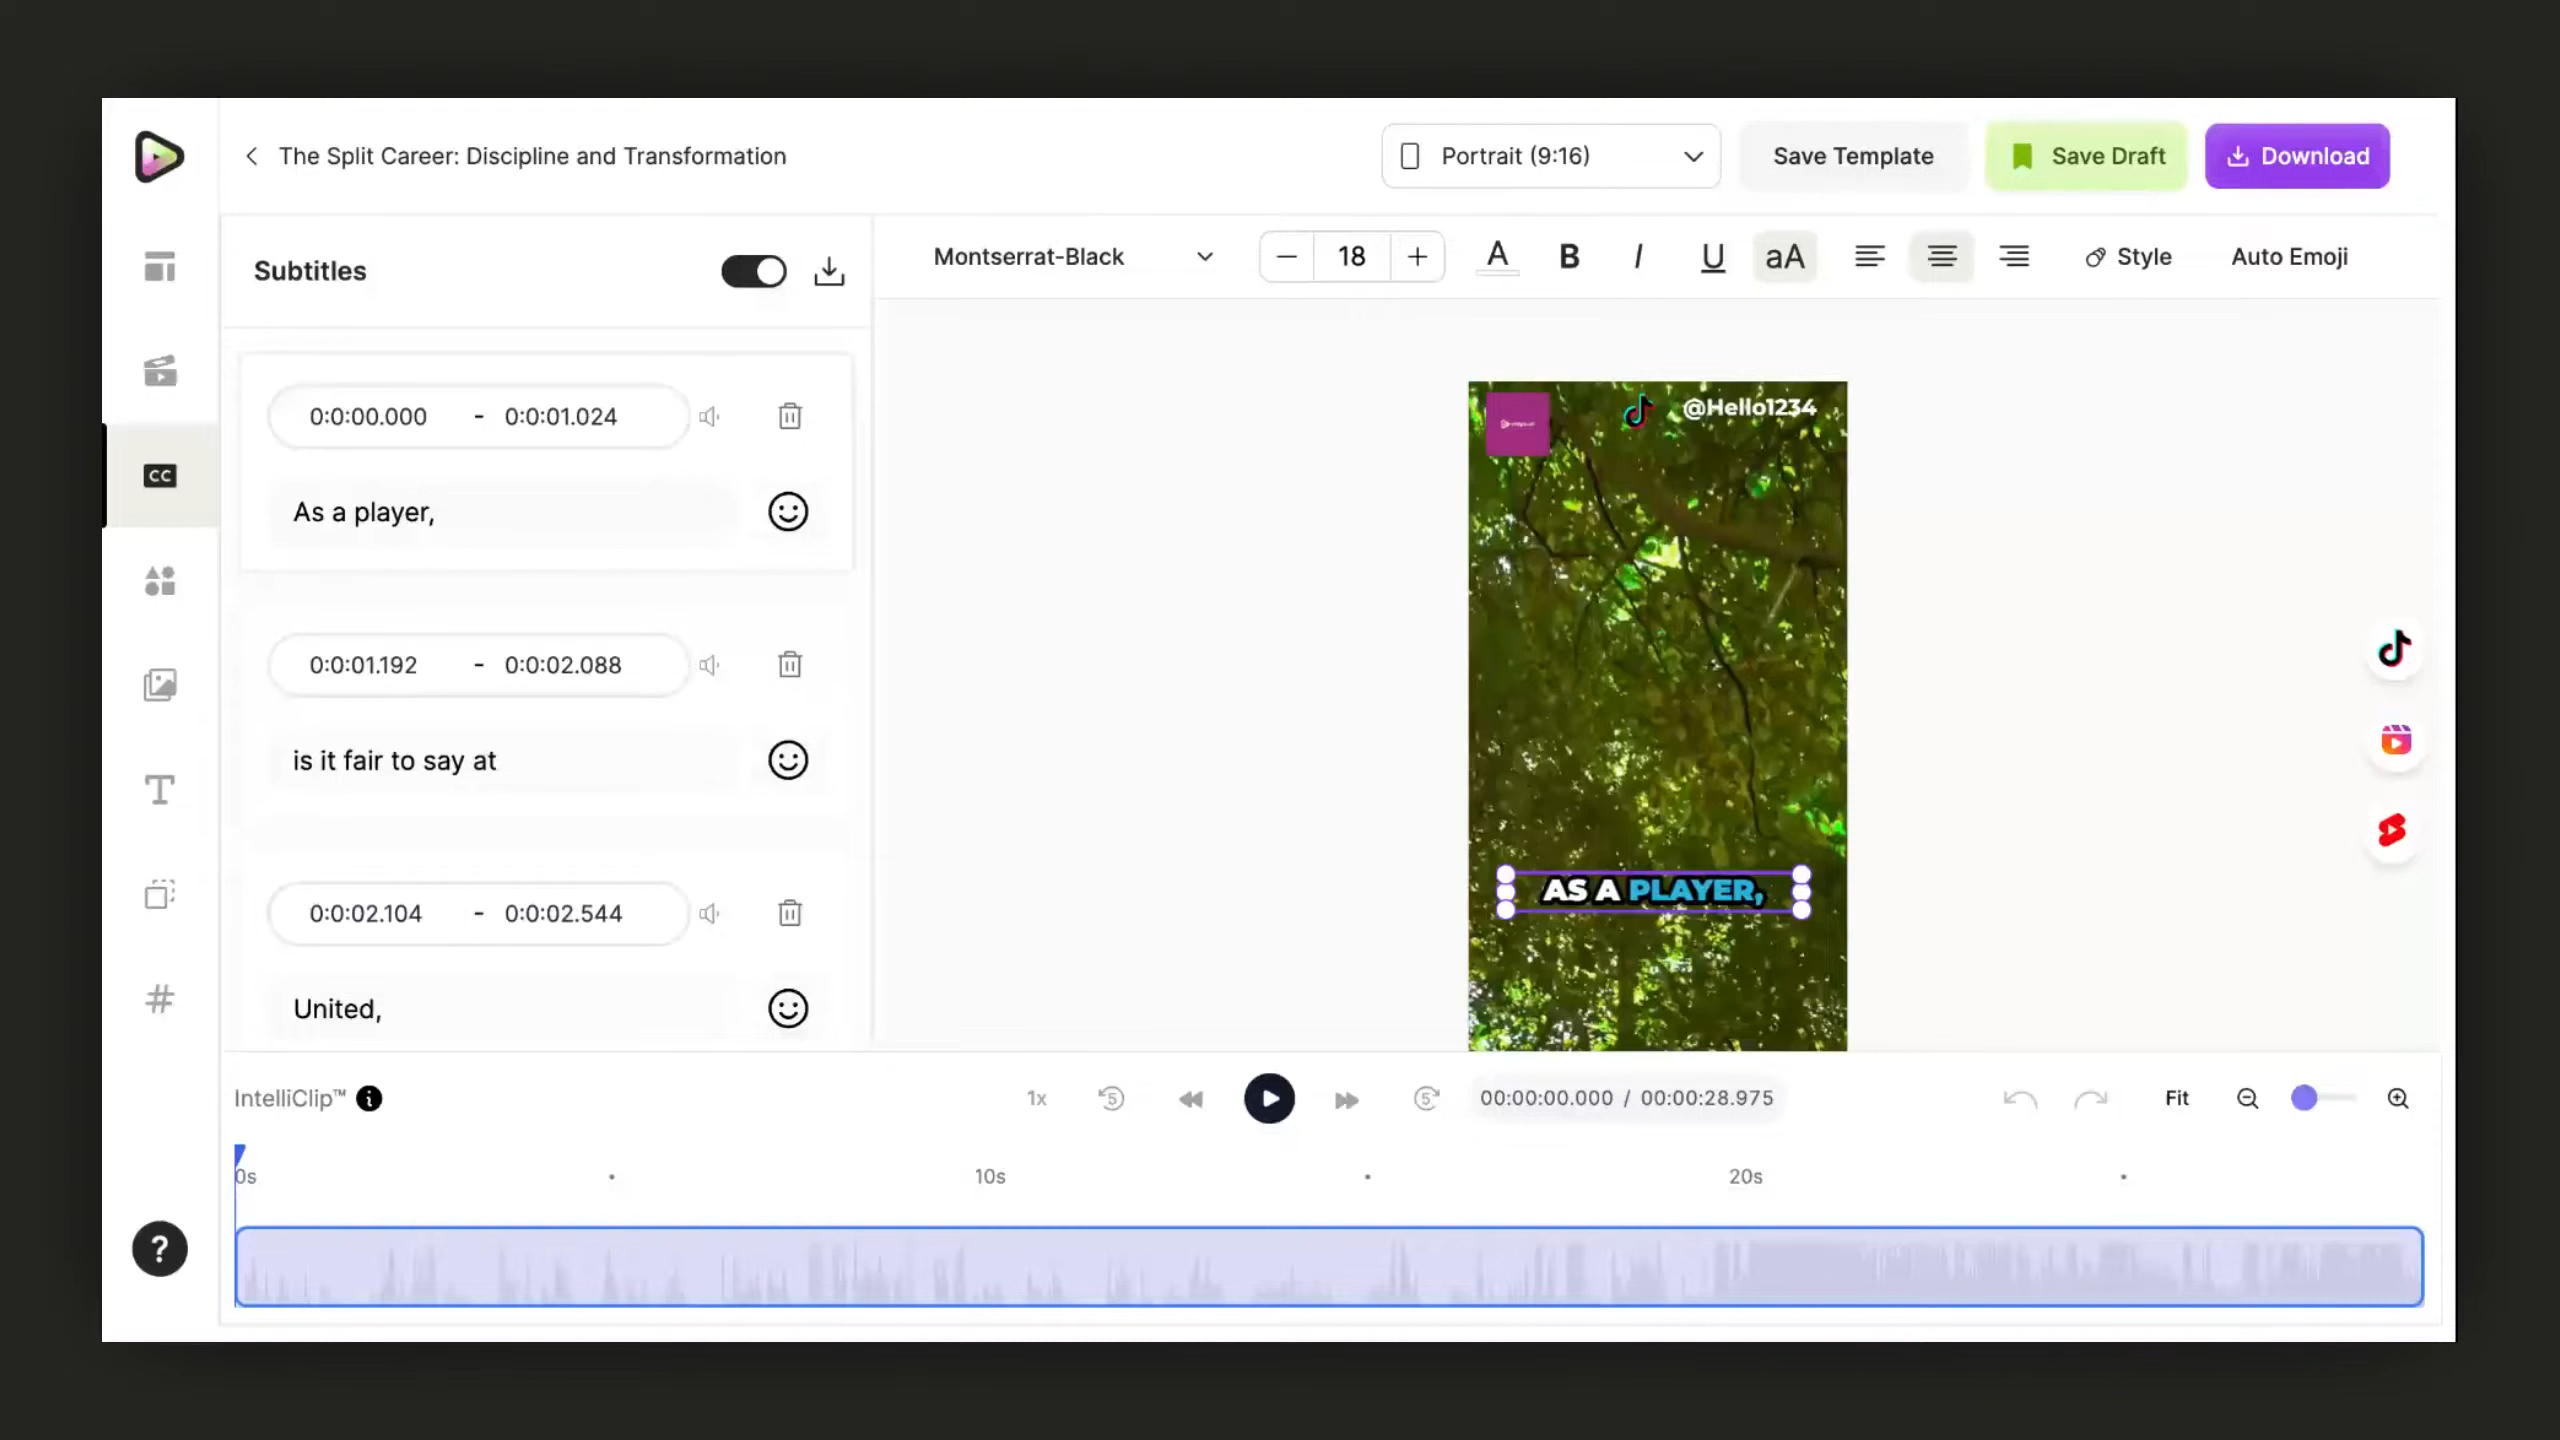 The Split Career: Discipline and Transformation
Portrait (9:16)
Save Template
Save Draft
Download
Subtitles
Montserrat-Black
18
A
B
I
U
aA
Style
Auto Emoji
0:0:00.000 - 0:0:01.024
As a player,
CC
0:0:01.192 - 0:0:02.088
is it fair to say at
0:0:02.104 - 0:0:02.544
United,
T
#
@Hello1234
AS A PLAYER,
IntelliClip™ i
1x
5
5
00:00:00.000 / 00:00:28.975
Fit
0s
10s
20s
?